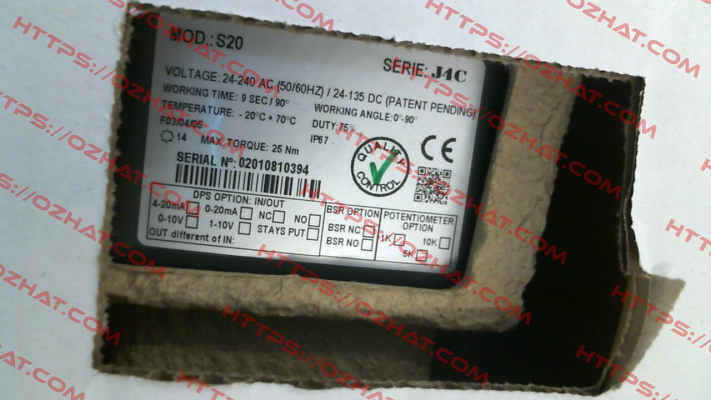 MOD.: S20
SERIE: J4C
VOLTAGE: 24-240 AC (50/60HZ) / 24-135 DC (PATENT PENDING)
WORKING TIME: 9 SEC / 90°
WORKING ANGLE: 0°-90°
TEMPERATURE: - 20°C + 70°C
DUTY: 75
F03/04/05
IP67
14 MAX. TORQUE: 25 Nm
SERIAL Nº: 02010810394
QUALITY CONTROL
CE
DPS OPTION: IN/OUT
4-20mA 0-20mA NC NO
0-10V 1-10V STAYS PUT
OUT different of IN:
BSR OPTION
BSR NC
BSR NO
POTENTIOMETER OPTION
1K 10K
5K
HTTPS://OZHAT.COM